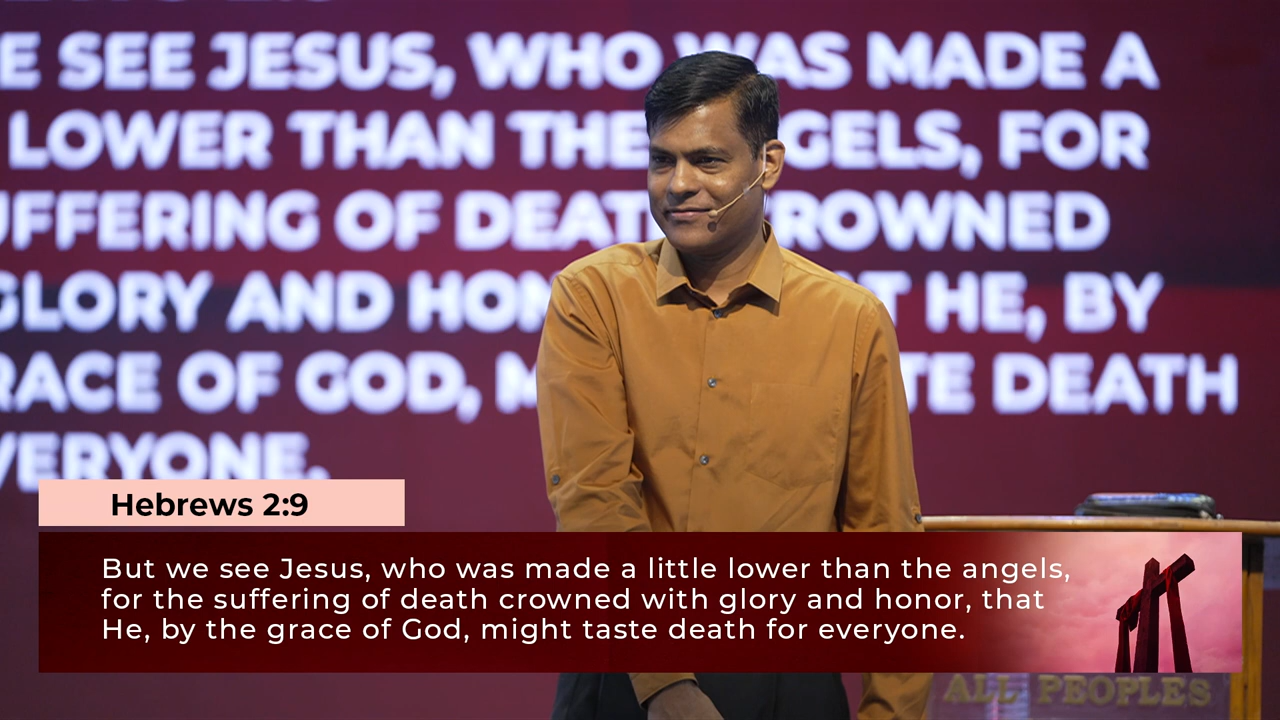 E SEE JESUS, WHO WAS MADE A
LOWER THAN THE ANGELS, FOR
UFFERING OF DEATH CROWNED
GLORY AND HON T HE, BY
RACE OF GOD, M TE DEATH
VERYONE.
Hebrews 2:9
But we see Jesus, who was made a little lower than the angels,
for the suffering of death crowned with glory and honor, that
He, by the grace of God, might taste death for everyone.
ALL PEOPLES